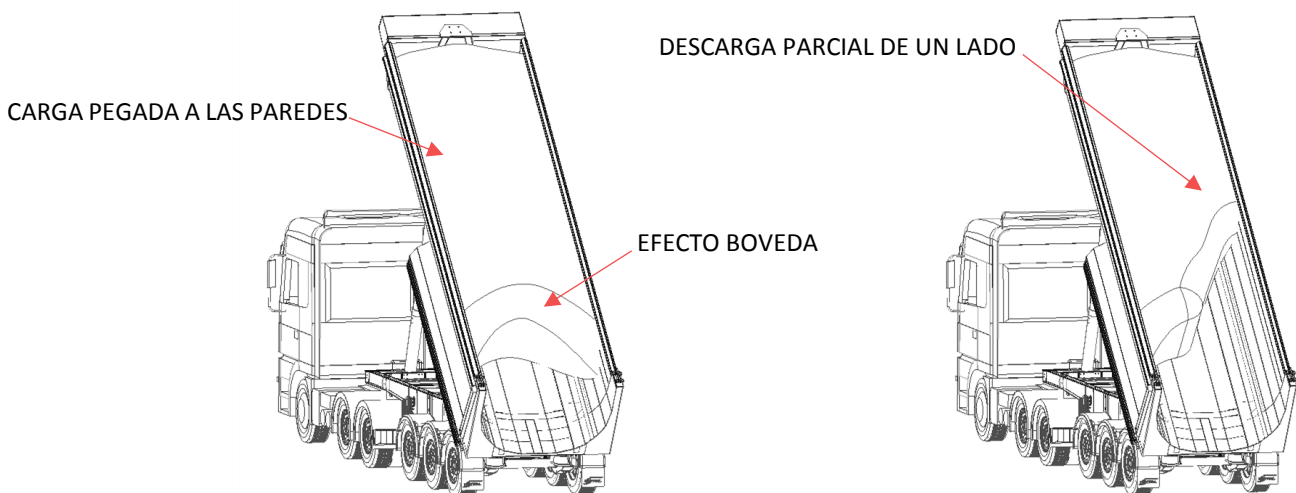 DESCARGA PARCIAL DE UN LADO
CARGA PEGADA A LAS PAREDES
EFECTO BOVEDA